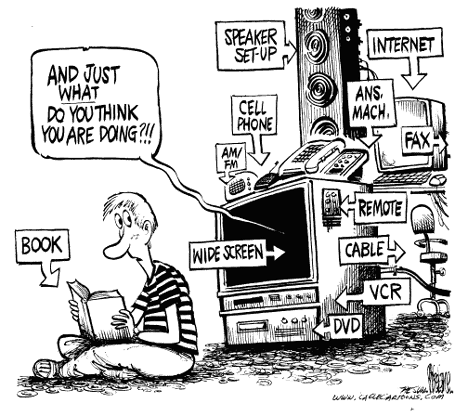 SPEAKER
SET-UP
INTERNET
AND JUST
WHAT
DO YOU THINK
YOU ARE DOING?!!
CELL
PHONE
ANS.
MACH.
FAX
AM/
FM
REMOTE
BOOK
WIDE SCREEN
CABLE
VCR
DVD
WWW.CAGLECARTOONS.COM